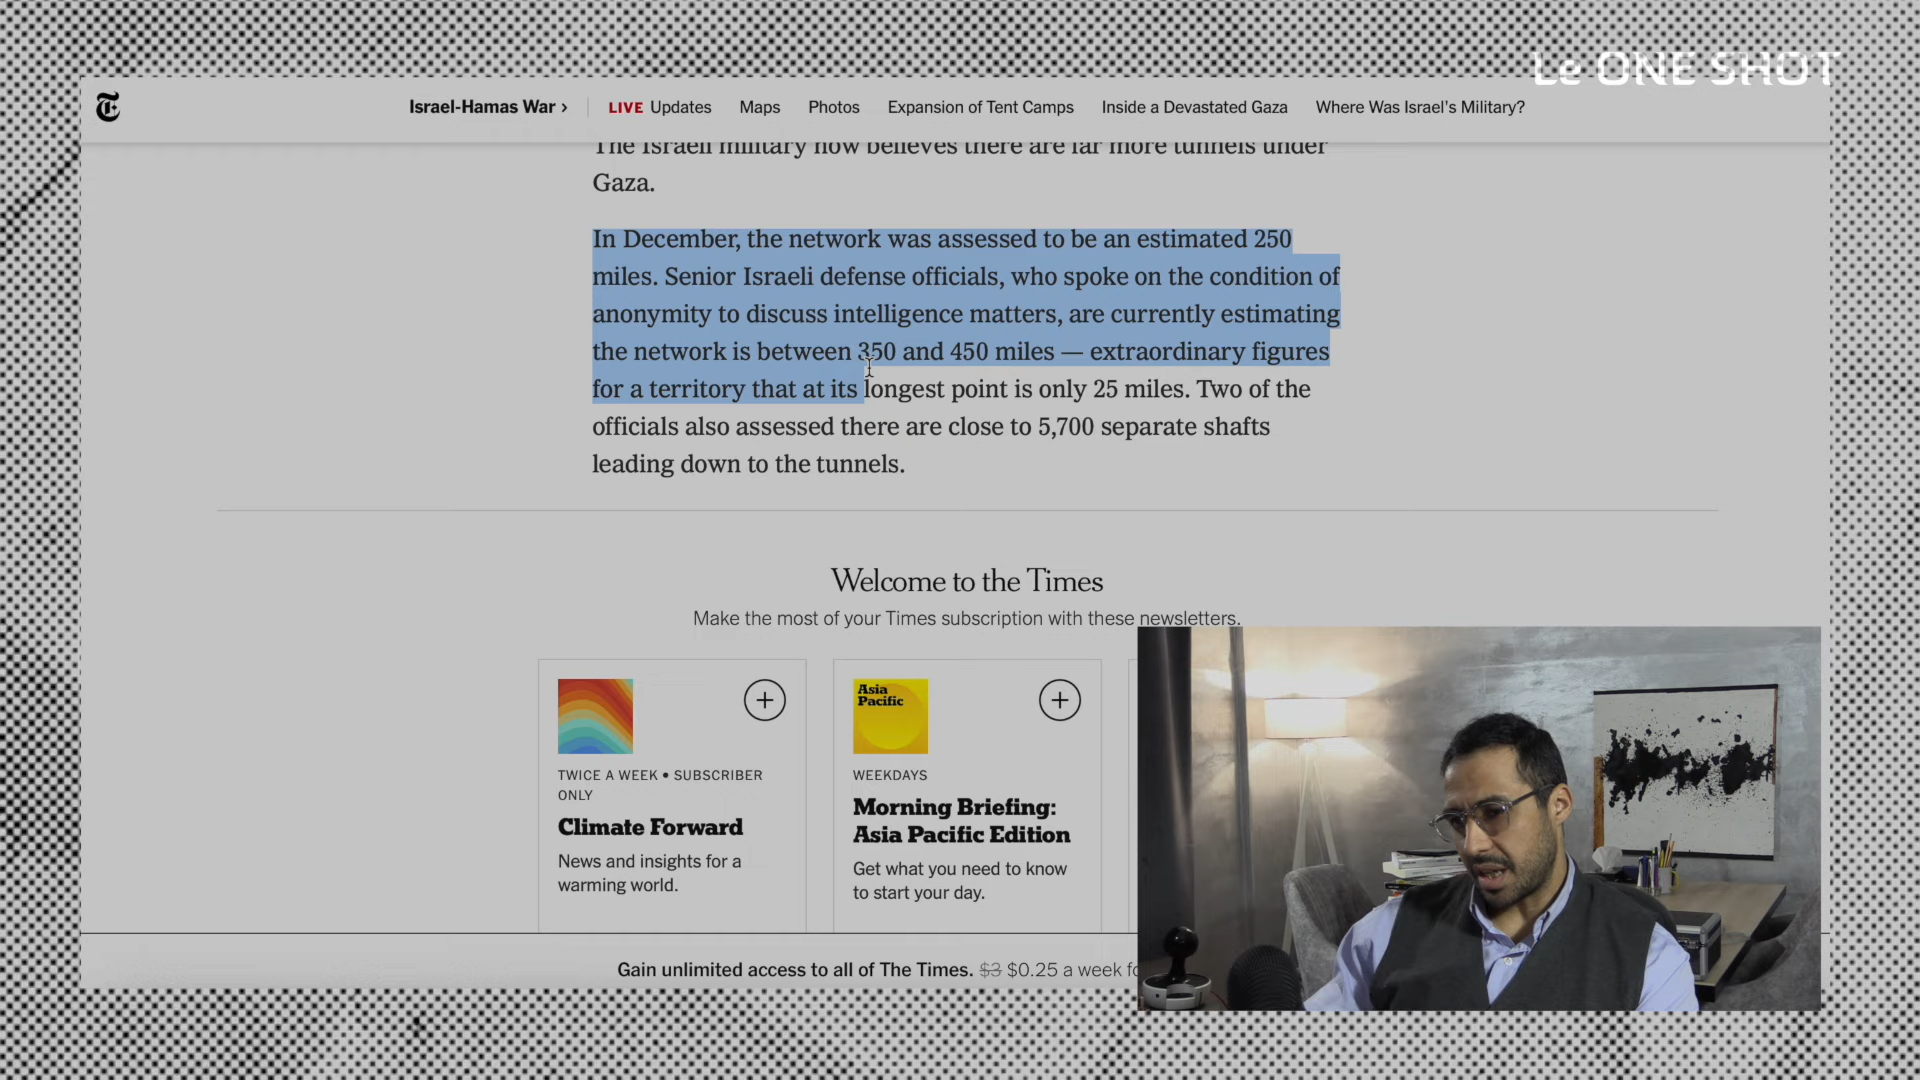 Le ONE SHOT
Israel-Hamas War ›
LIVE Updates
Maps
Photos
Expansion of Tent Camps
Inside a Devastated Gaza
Where Was Israel's Military?
The Israeli military now believes there are far more tunnels under
Gaza.
In December, the network was assessed to be an estimated 250
miles. Senior Israeli defense officials, who spoke on the condition of
anonymity to discuss intelligence matters, are currently estimating
the network is between 350 and 450 miles — extraordinary figures
for a territory that at its longest point is only 25 miles. Two of the
officials also assessed there are close to 5,700 separate shafts
leading down to the tunnels.
Welcome to the Times
Make the most of your Times subscription with these newsletters.
TWICE A WEEK • SUBSCRIBER
ONLY
Climate Forward
News and insights for a
warming world.
Asia
Pacific
WEEKDAYS
Morning Briefing:
Asia Pacific Edition
Get what you need to know
to start your day.
Gain unlimited access to all of The Times. $3 $0.25 a week